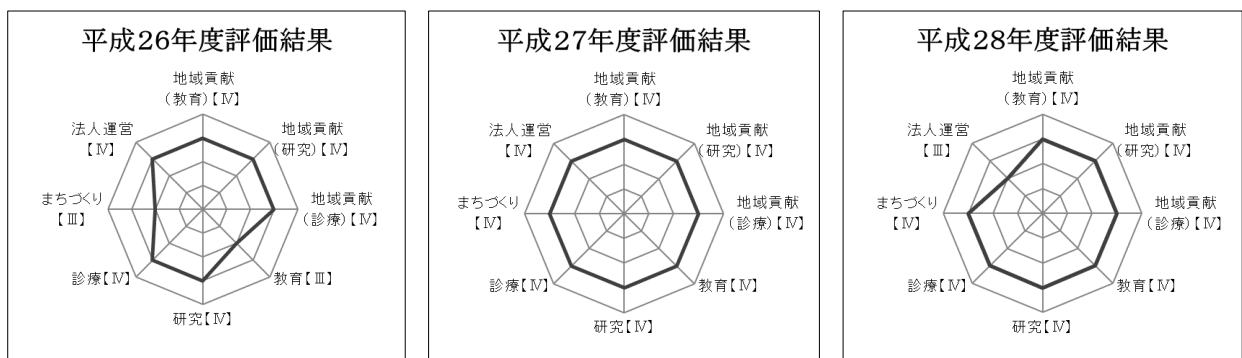 平成26年度評価結果
地域貢献
(教育)【Ⅳ】
地域貢献
(研究)【Ⅳ】
地域貢献
(診療)【Ⅳ】
教育【Ⅲ】
研究【Ⅳ】
診療【Ⅳ】
まちづくり
【Ⅲ】
法人運営
【Ⅳ】
平成27年度評価結果
地域貢献
(教育)【Ⅳ】
地域貢献
(研究)【Ⅳ】
地域貢献
(診療)【Ⅳ】
教育【Ⅳ】
研究【Ⅳ】
診療【Ⅳ】
まちづくり
【Ⅳ】
法人運営
【Ⅳ】
平成28年度評価結果
地域貢献
(教育)【Ⅳ】
地域貢献
(研究)【Ⅳ】
地域貢献
(診療)【Ⅳ】
教育【Ⅳ】
研究【Ⅳ】
診療【Ⅳ】
まちづくり
【Ⅳ】
法人運営
【Ⅲ】